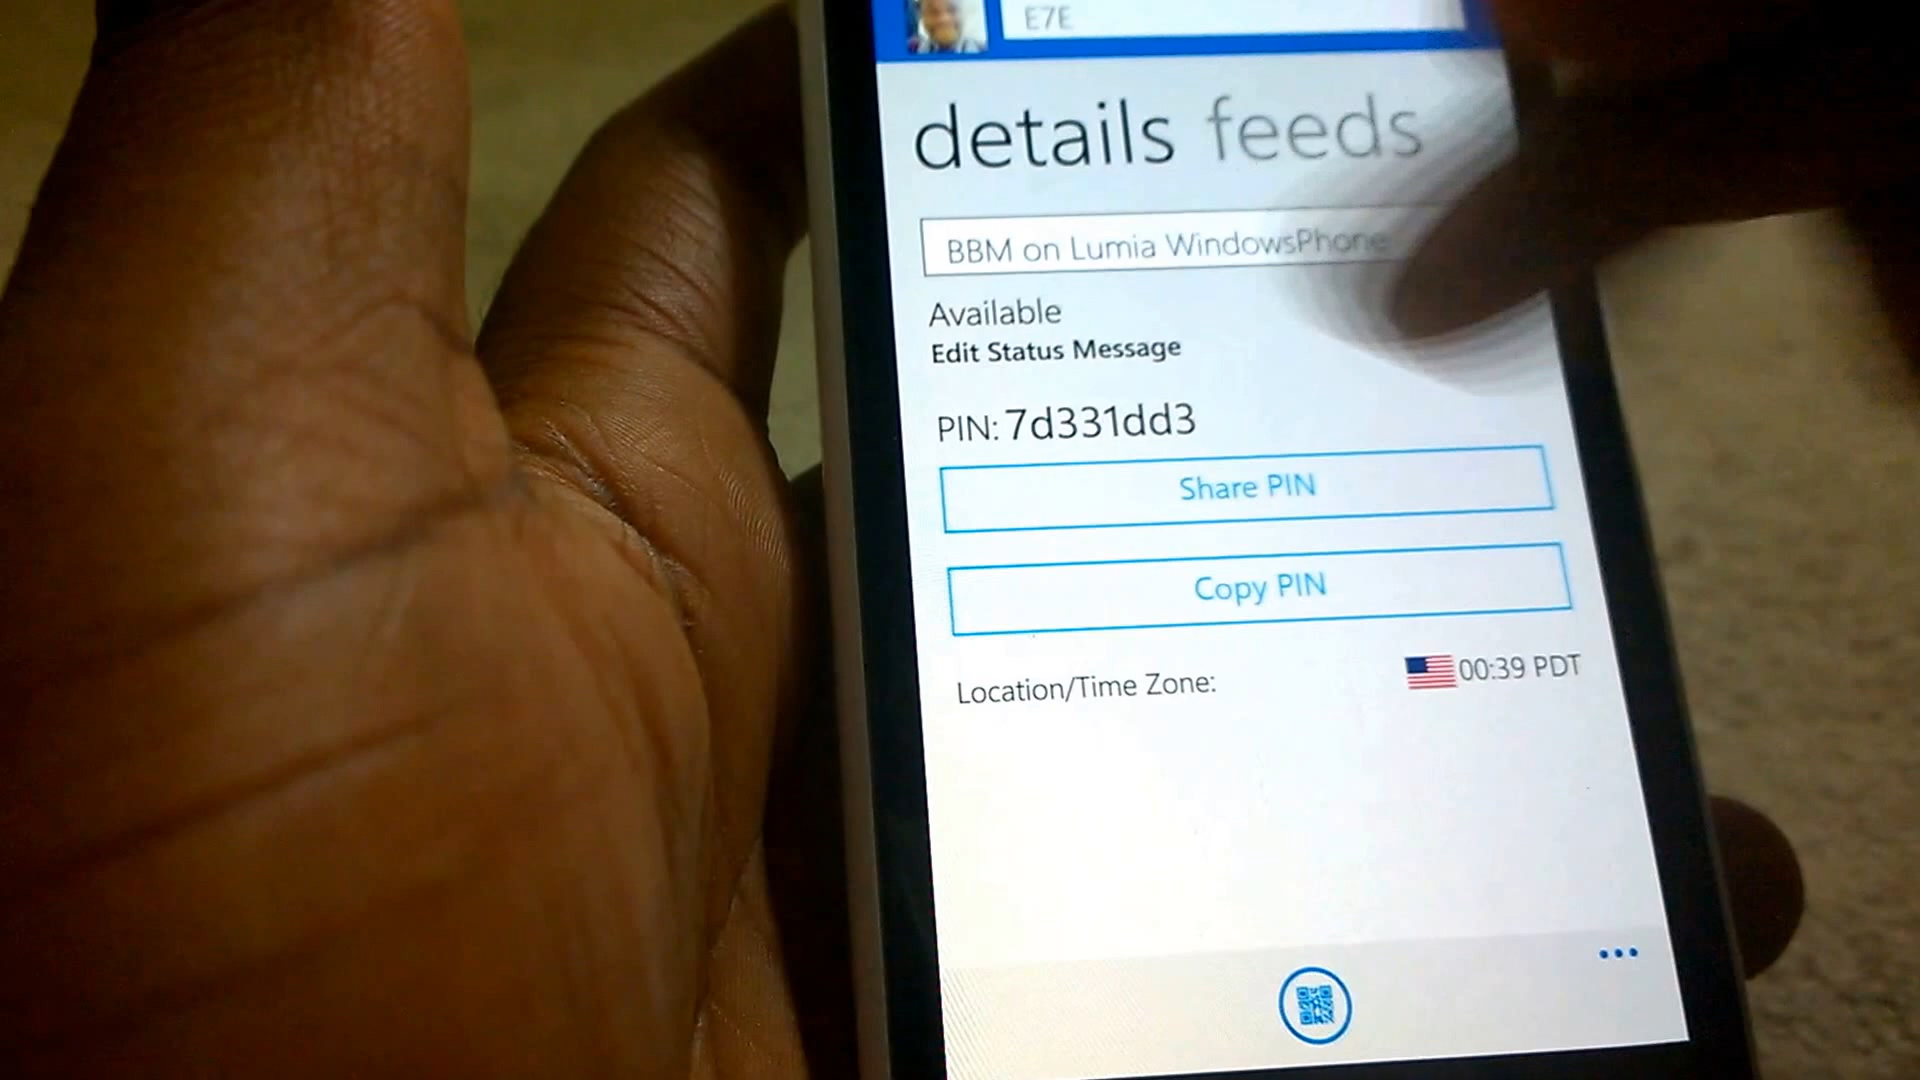 E7E
details feeds
BBM on Lumia WindowsPhone
Available
Edit Status Message
PIN: 7d331dd3
Share PIN
Copy PIN
Location/Time Zone: 00:39 PDT